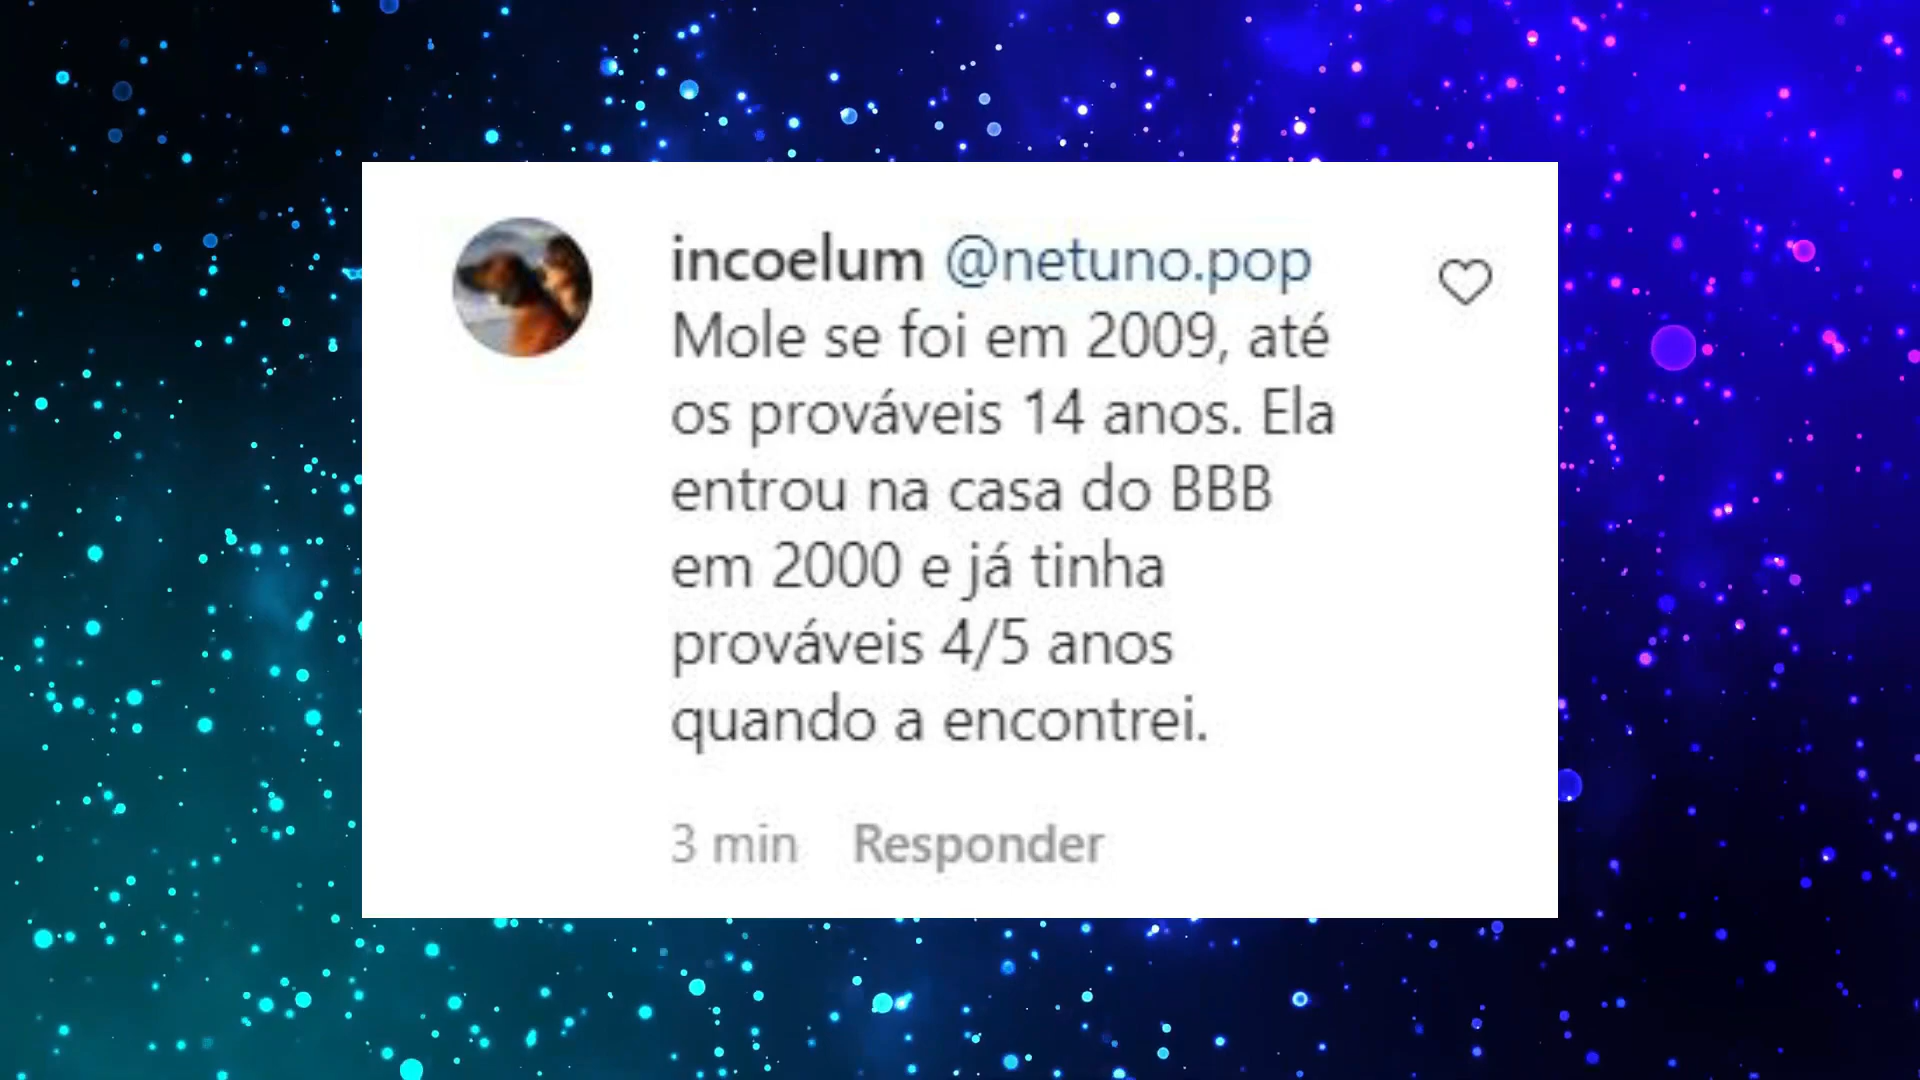 incoelum @netuno.pop
Mole se foi em 2009, até
os prováveis 14 anos. Ela
entrou na casa do BBB
em 2000 e já tinha
prováveis 4/5 anos
quando a encontrei.
3 min Responder